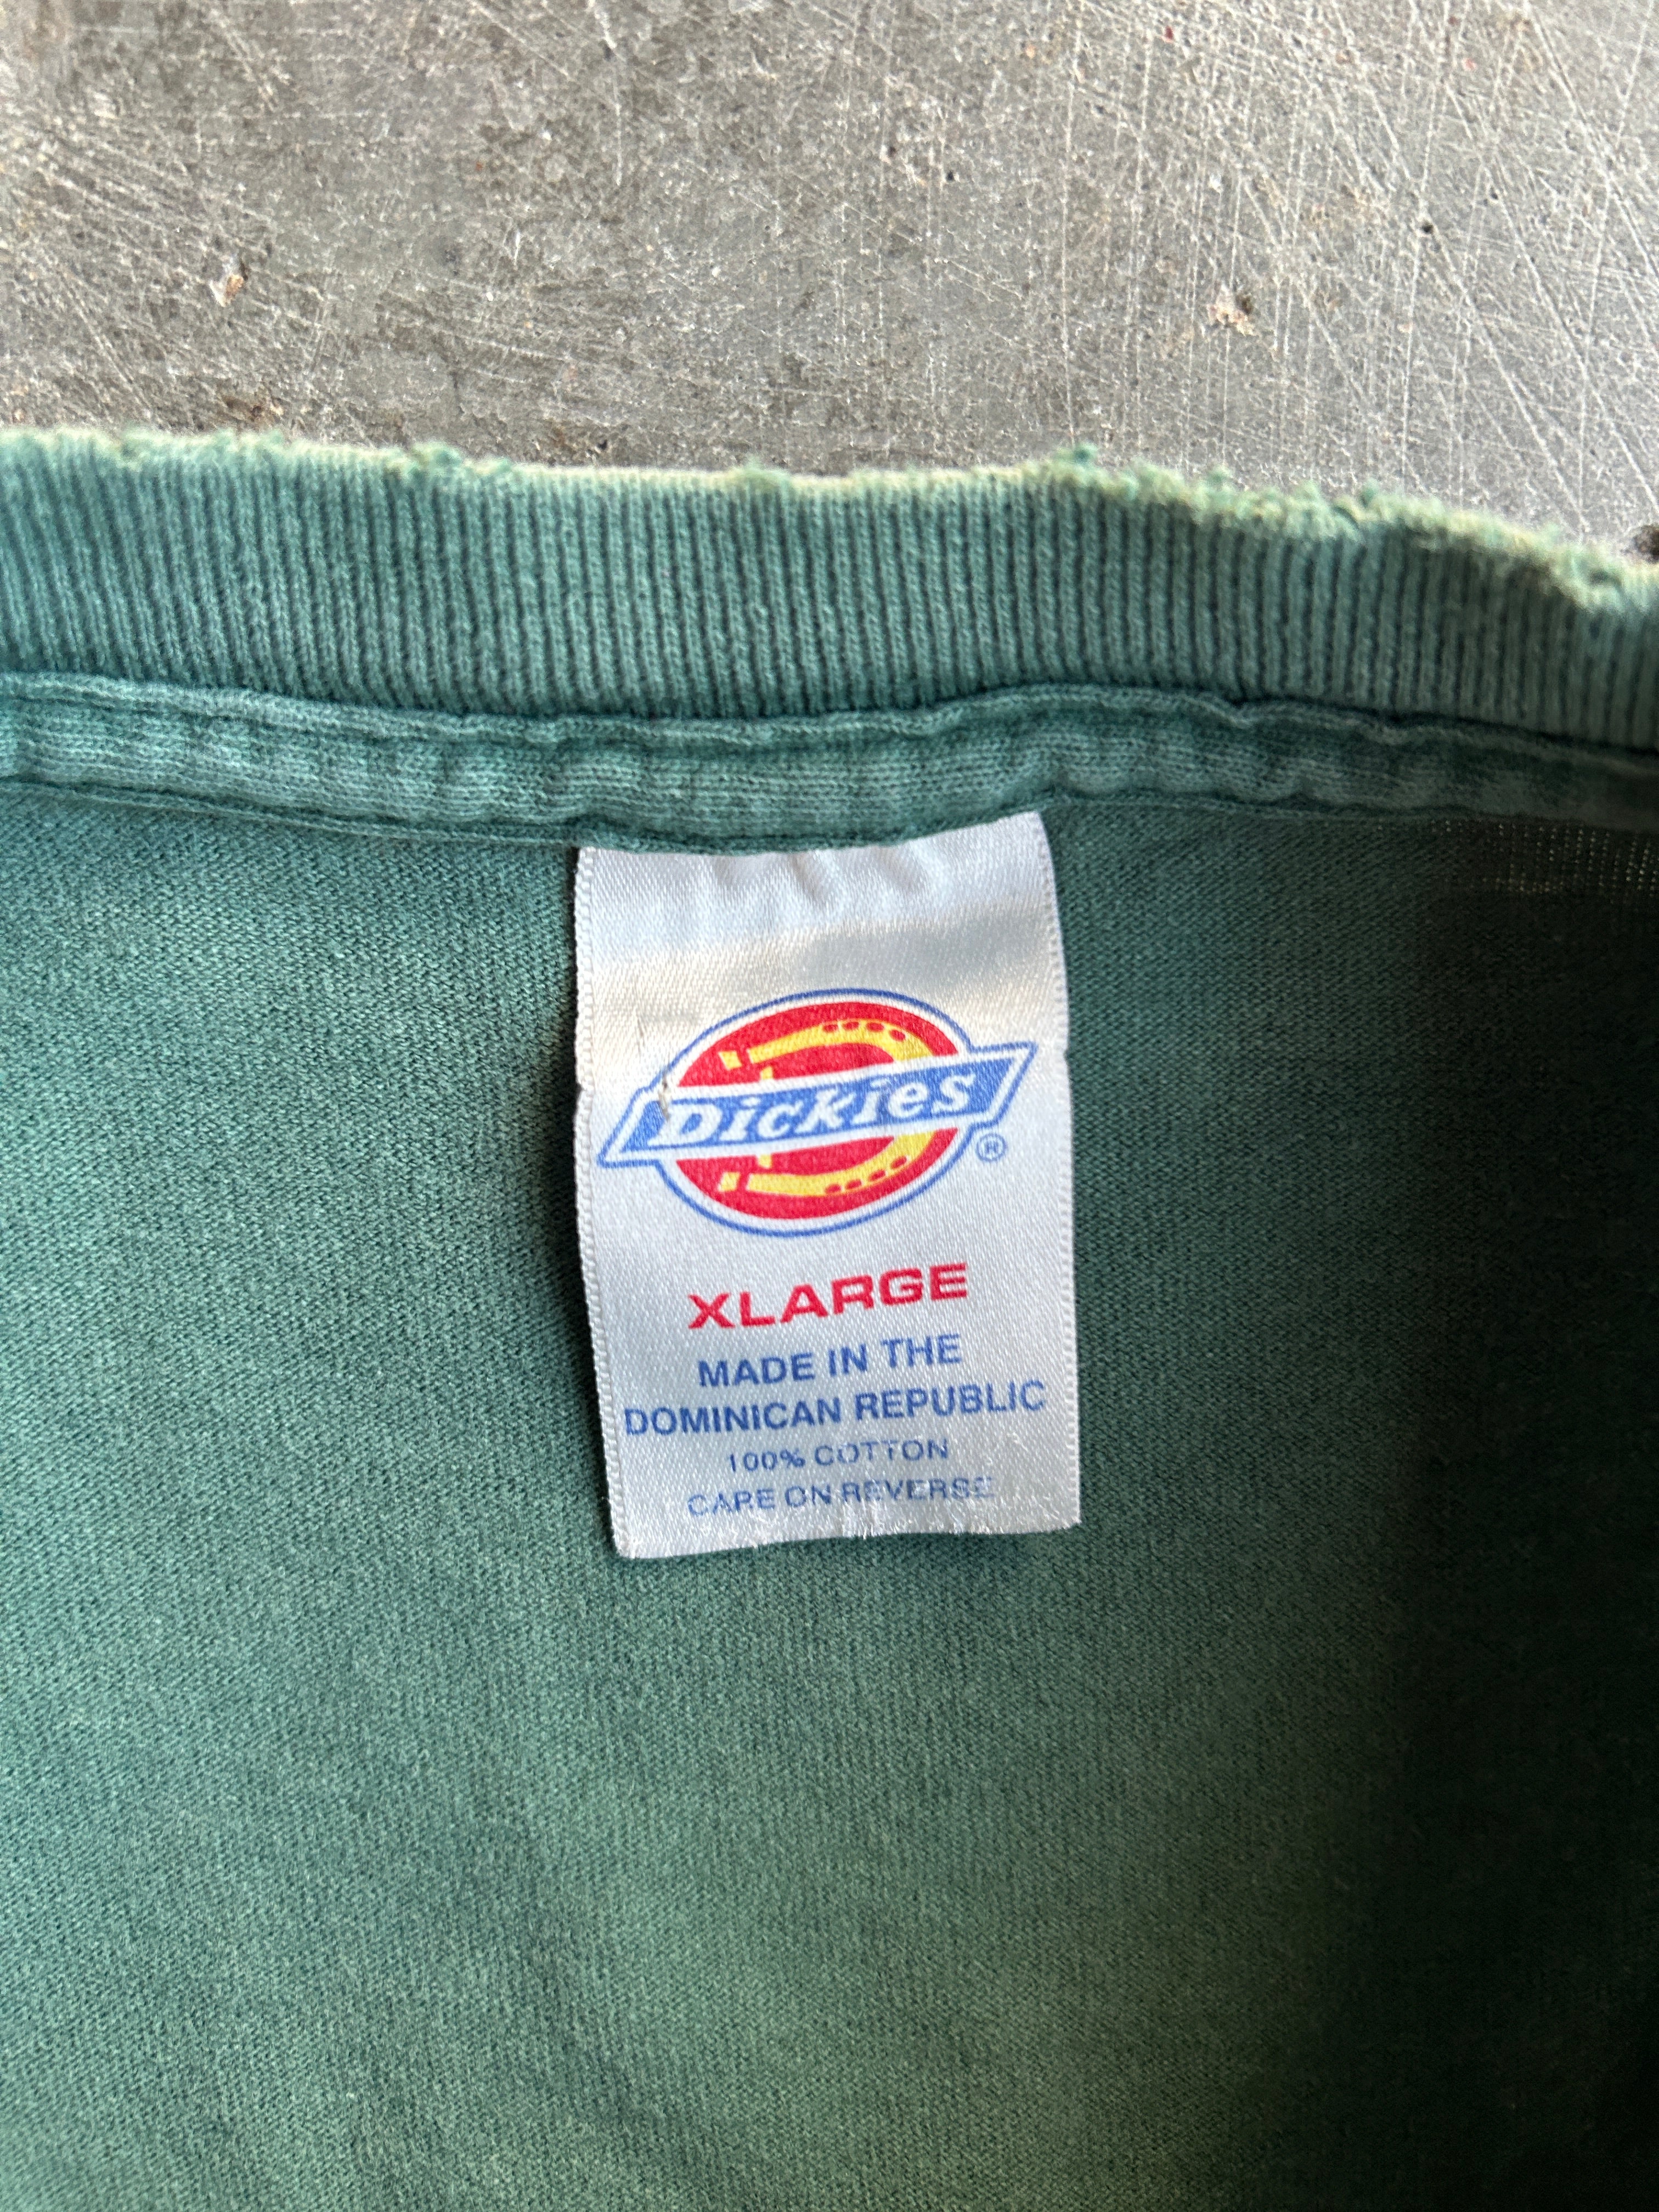 Dickies
®
XLARGE
MADE IN THE
DOMINICAN REPUBLIC
100% COTTON
CARE ON REVERSE